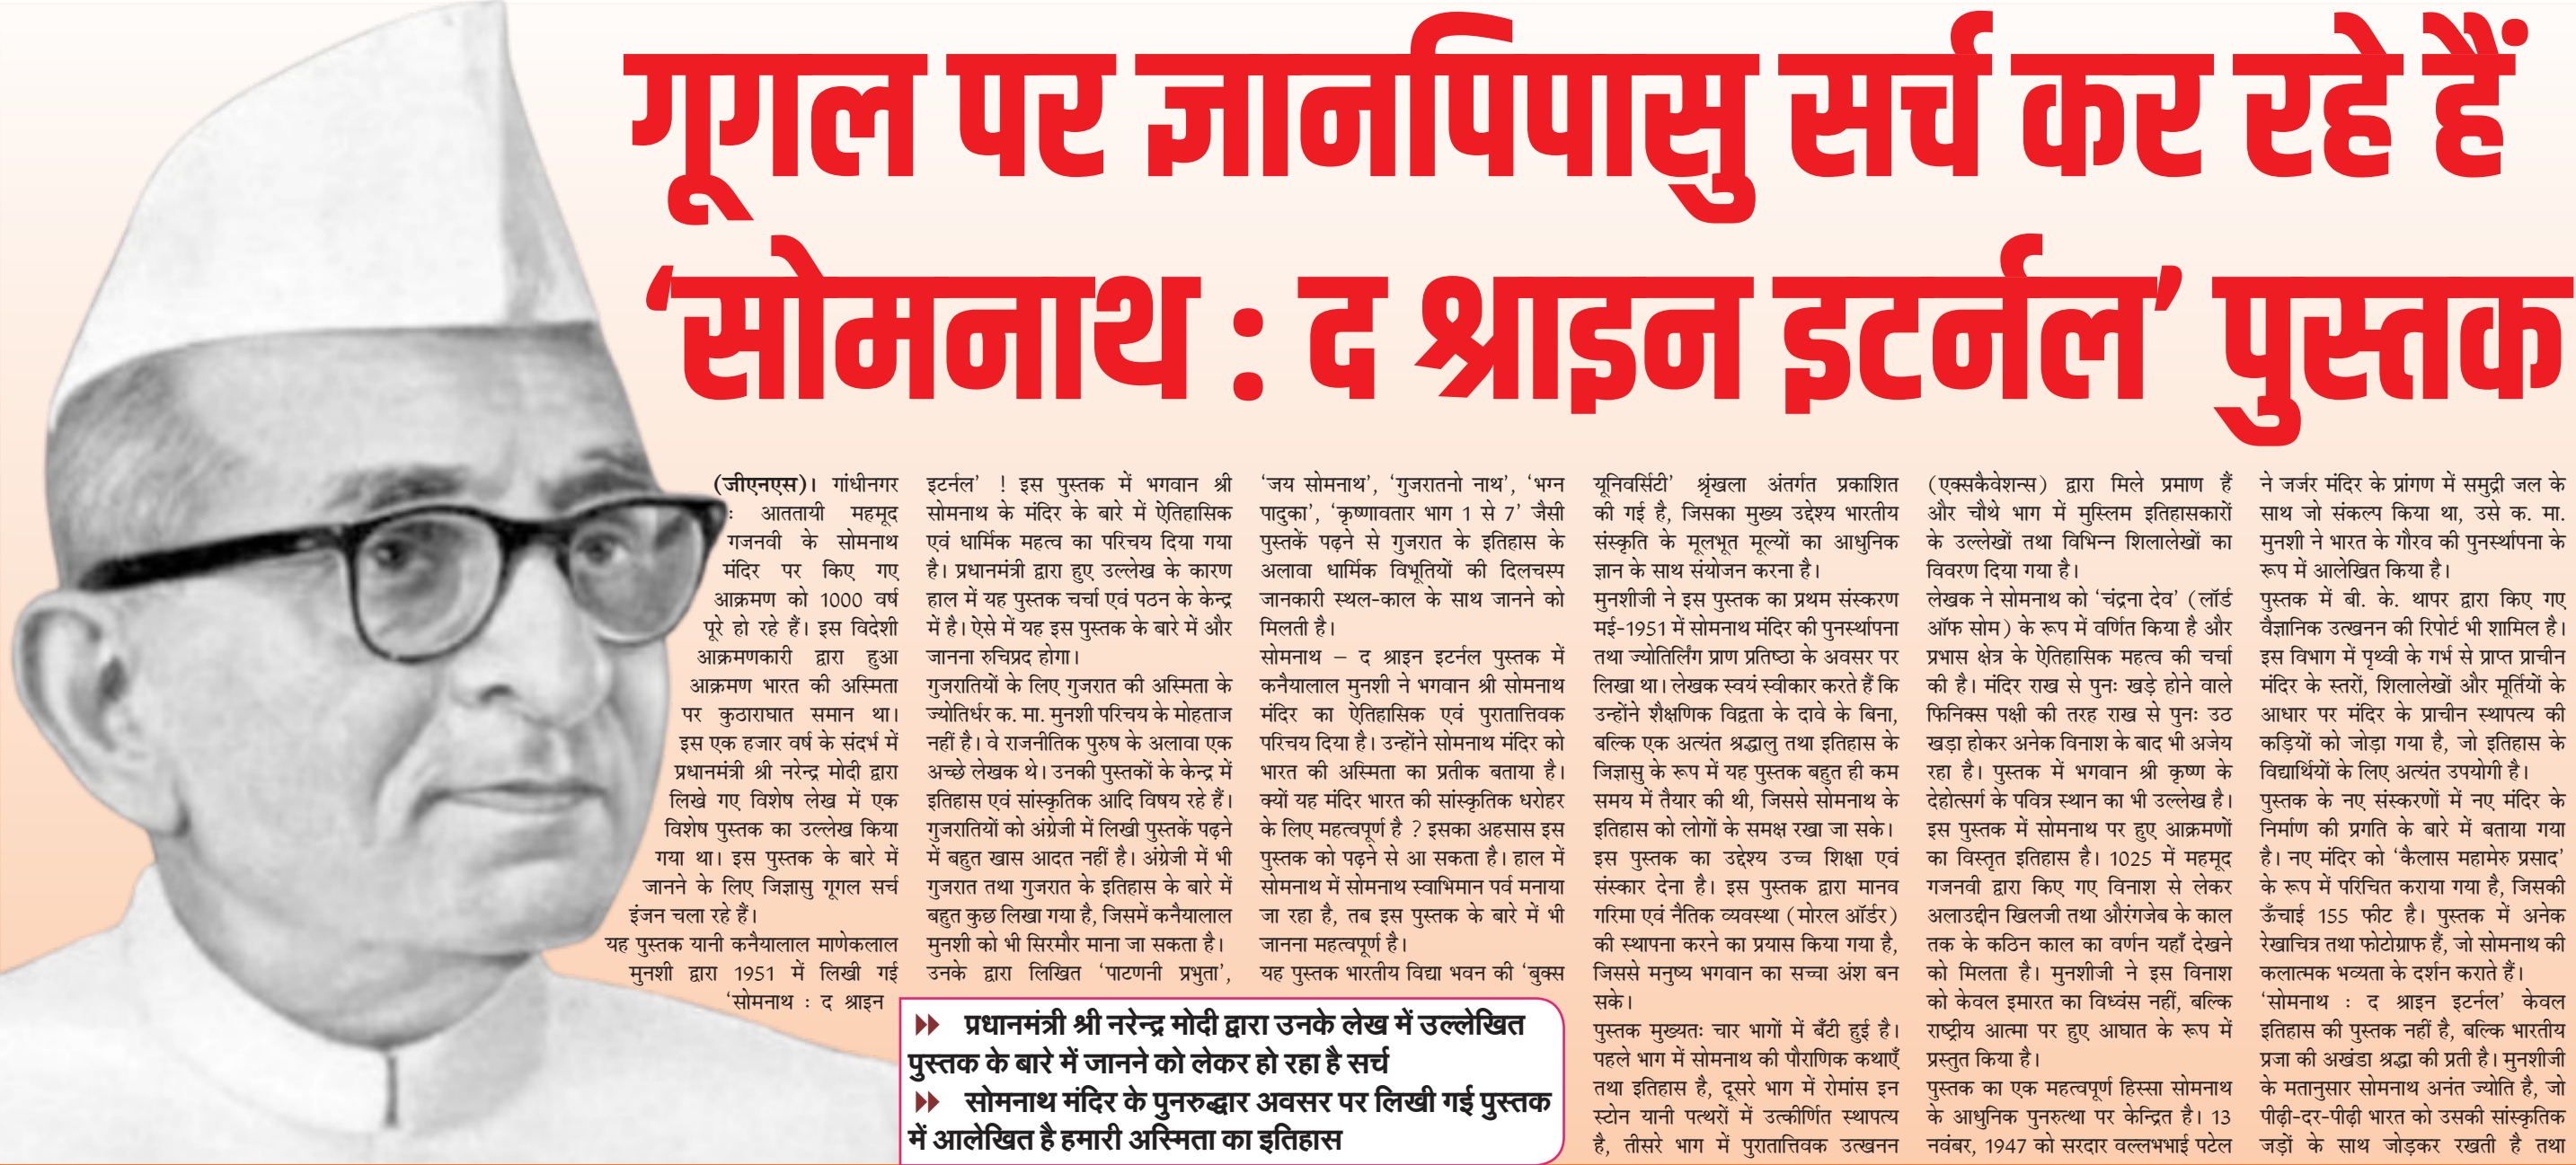 गूगल पर ज्ञानपिपासु सर्च कर रहे हैं
‘सोमनाथ : द श्राइन इटर्नल’ पुस्तक
(जीएनएस)। गांधीनगर
: आततायी महमूद
गजनवी के सोमनाथ
मंदिर पर किए गए
आक्रमण को 1000 वर्ष
पूरे हो रहे हैं। इस विदेशी
आक्रमणकारी द्वारा हुआ
आक्रमण भारत की अस्मिता
पर कुठाराघात समान था।
इस एक हजार वर्ष के संदर्भ में
प्रधानमंत्री श्री नरेन्द्र मोदी द्वारा
लिखे गए विशेष लेख में एक
विशेष पुस्तक का उल्लेख किया
गया था। इस पुस्तक के बारे में
जानने के लिए जिज्ञासु गूगल सर्च
इंजन चला रहे हैं।
यह पुस्तक यानी कनैयालाल माणेकलाल
मुनशी द्वारा 1951 में लिखी गई
‘सोमनाथ : द श्राइन
इटर्नल’ ! इस पुस्तक में भगवान श्री
सोमनाथ के मंदिर के बारे में ऐतिहासिक
एवं धार्मिक महत्व का परिचय दिया गया
है। प्रधानमंत्री द्वारा हुए उल्लेख के कारण
हाल में यह पुस्तक चर्चा एवं पठन के केन्द्र
में है। ऐसे में यह इस पुस्तक के बारे में और
जानना रुचिप्रद होगा।
गुजरातियों के लिए गुजरात की अस्मिता के
ज्योतिर्धर क. मा. मुनशी परिचय के मोहताज
नहीं है। वे राजनीतिक पुरुष के अलावा एक
अच्छे लेखक थे। उनकी पुस्तकों के केन्द्र में
इतिहास एवं सांस्कृतिक आदि विषय रहे हैं।
गुजरातियों को अंग्रेजी में लिखी पुस्तकें पढ़ने
में बहुत खास आदत नहीं है। अंग्रेजी में भी
गुजरात तथा गुजरात के इतिहास के बारे में
बहुत कुछ लिखा गया है, जिसमें कनैयालाल
मुनशी को भी सिरमौर माना जा सकता है।
उनके द्वारा लिखित ‘पाटणनी प्रभुता’,
‘जय सोमनाथ’, ‘गुजरातनो नाथ’, ‘भग्न
पादुका’, ‘कृष्णावतार भाग 1 से 7’ जैसी
पुस्तकें पढ़ने से गुजरात के इतिहास के
अलावा धार्मिक विभूतियों की दिलचस्प
जानकारी स्थल-काल के साथ जानने को
मिलती है।
सोमनाथ – द श्राइन इटर्नल पुस्तक में
कनैयालाल मुनशी ने भगवान श्री सोमनाथ
मंदिर का ऐतिहासिक एवं पुरातात्तिवक
परिचय दिया है। उन्होंने सोमनाथ मंदिर को
भारत की अस्मिता का प्रतीक बताया है।
क्यों यह मंदिर भारत की सांस्कृतिक धरोहर
के लिए महत्वपूर्ण है ? इसका अहसास इस
पुस्तक को पढ़ने से आ सकता है। हाल में
सोमनाथ में सोमनाथ स्वाभिमान पर्व मनाया
जा रहा है, तब इस पुस्तक के बारे में भी
जानना महत्वपूर्ण है।
यह पुस्तक भारतीय विद्या भवन की ‘बुक्स
▶▶ प्रधानमंत्री श्री नरेन्द्र मोदी द्वारा उनके लेख में उल्लेखित
पुस्तक के बारे में जानने को लेकर हो रहा है सर्च
▶▶ सोमनाथ मंदिर के पुनरुद्धार अवसर पर लिखी गई पुस्तक
में आलेखित है हमारी अस्मिता का इतिहास
यूनिवर्सिटी’ श्रृंखला अंतर्गत प्रकाशित
की गई है, जिसका मुख्य उद्देश्य भारतीय
संस्कृति के मूलभूत मूल्यों का आधुनिक
ज्ञान के साथ संयोजन करना है।
मुनशीजी ने इस पुस्तक का प्रथम संस्करण
मई-1951 में सोमनाथ मंदिर की पुनर्स्थापना
तथा ज्योतिर्लिंग प्राण प्रतिष्ठा के अवसर पर
लिखा था। लेखक स्वयं स्वीकार करते हैं कि
उन्होंने शैक्षणिक विद्वता के दावे के बिना,
बल्कि एक अत्यंत श्रद्धालु तथा इतिहास के
जिज्ञासु के रूप में यह पुस्तक बहुत ही कम
समय में तैयार की थी, जिससे सोमनाथ के
इतिहास को लोगों के समक्ष रखा जा सके।
इस पुस्तक का उद्देश्य उच्च शिक्षा एवं
संस्कार देना है। इस पुस्तक द्वारा मानव
गरिमा एवं नैतिक व्यवस्था (मोरल ऑर्डर)
की स्थापना करने का प्रयास किया गया है,
जिससे मनुष्य भगवान का सच्चा अंश बन
सके।
पुस्तक मुख्यतः चार भागों में बँटी हुई है।
पहले भाग में सोमनाथ की पौराणिक कथाएँ
तथा इतिहास है, दूसरे भाग में रोमांस इन
स्टोन यानी पत्थरों में उत्कीर्णित स्थापत्य
है, तीसरे भाग में पुरातात्तिवक उत्खनन
(एक्सकैवेशन्स) द्वारा मिले प्रमाण हैं
और चौथे भाग में मुस्लिम इतिहासकारों
के उल्लेखों तथा विभिन्न शिलालेखों का
विवरण दिया गया है।
लेखक ने सोमनाथ को ‘चंद्रना देव’ (लॉर्ड
ऑफ सोम) के रूप में वर्णित किया है और
प्रभास क्षेत्र के ऐतिहासिक महत्व की चर्चा
की है। मंदिर राख से पुनः खड़े होने वाले
फिनिक्स पक्षी की तरह राख से पुनः उठ
खड़ा होकर अनेक विनाश के बाद भी अजेय
रहा है। पुस्तक में भगवान श्री कृष्ण के
देहोत्सर्ग के पवित्र स्थान का भी उल्लेख है।
इस पुस्तक में सोमनाथ पर हुए आक्रमणों
का विस्तृत इतिहास है। 1025 में महमूद
गजनवी द्वारा किए गए विनाश से लेकर
अलाउद्दीन खिलजी तथा औरंगजेब के काल
तक के कठिन काल का वर्णन यहाँ देखने
को मिलता है। मुनशीजी ने इस विनाश
को केवल इमारत का विध्वंस नहीं, बल्कि
राष्ट्रीय आत्मा पर हुए आघात के रूप में
प्रस्तुत किया है।
पुस्तक का एक महत्वपूर्ण हिस्सा सोमनाथ
के आधुनिक पुनरुत्था पर केन्द्रित है। 13
नवंबर, 1947 को सरदार वल्लभभाई पटेल
ने जर्जर मंदिर के प्रांगण में समुद्री जल के
साथ जो संकल्प किया था, उसे क. मा.
मुनशी ने भारत के गौरव की पुनर्स्थापना के
रूप में आलेखित किया है।
पुस्तक में बी. के. थापर द्वारा किए गए
वैज्ञानिक उत्खनन की रिपोर्ट भी शामिल है।
इस विभाग में पृथ्वी के गर्भ से प्राप्त प्राचीन
मंदिर के स्तरों, शिलालेखों और मूर्तियों के
आधार पर मंदिर के प्राचीन स्थापत्य की
कड़ियों को जोड़ा गया है, जो इतिहास के
विद्यार्थियों के लिए अत्यंत उपयोगी है।
पुस्तक के नए संस्करणों में नए मंदिर के
निर्माण की प्रगति के बारे में बताया गया
है। नए मंदिर को ‘कैलास महामेरु प्रसाद’
के रूप में परिचित कराया गया है, जिसकी
ऊँचाई 155 फीट है। पुस्तक में अनेक
रेखाचित्र तथा फोटोग्राफ हैं, जो सोमनाथ की
कलात्मक भव्यता के दर्शन कराते हैं।
‘सोमनाथ : द श्राइन इटर्नल’ केवल
इतिहास की पुस्तक नहीं है, बल्कि भारतीय
प्रजा की अखंडा श्रद्धा की प्रती है। मुनशीजी
के मतानुसार सोमनाथ अनंत ज्योति है, जो
पीढ़ी-दर-पीढ़ी भारत को उसकी सांस्कृतिक
जड़ों के साथ जोड़कर रखती है तथा